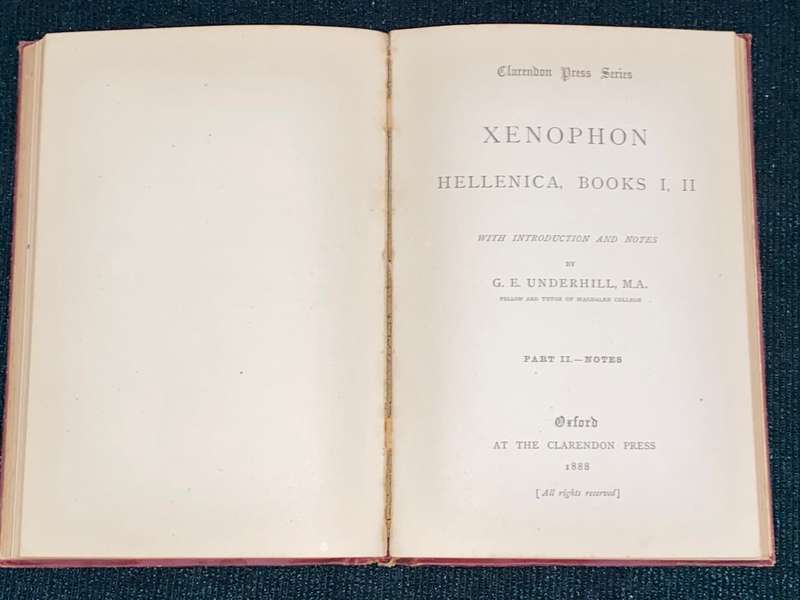 Clarendon Press Series
XENOPHON
HELLENICA, BOOKS I, II
WITH INTRODUCTION AND NOTES
BY
G. E. UNDERHILL, M.A.
FELLOW AND TUTOR OF MAGDALEN COLLEGE
PART II.—NOTES
Oxford
AT THE CLARENDON PRESS
1888
[All rights reserved]